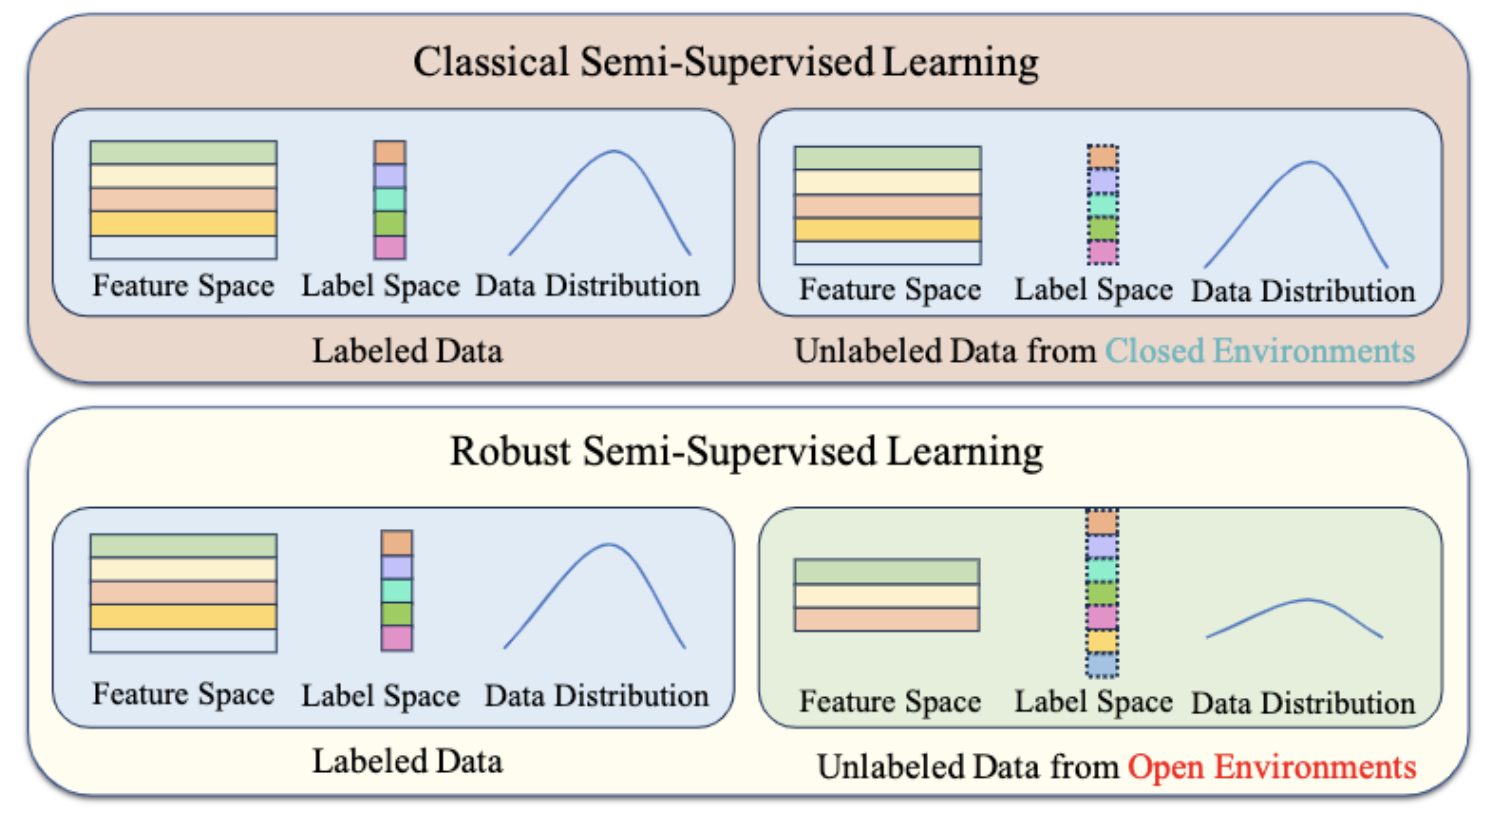 Classical Semi-Supervised Learning
Feature Space
Label Space
Data Distribution
Labeled Data
Feature Space
Label Space
Data Distribution
Unlabeled Data from Closed Environments
Robust Semi-Supervised Learning
Feature Space
Label Space
Data Distribution
Labeled Data
Feature Space
Label Space
Data Distribution
Unlabeled Data from Open Environments